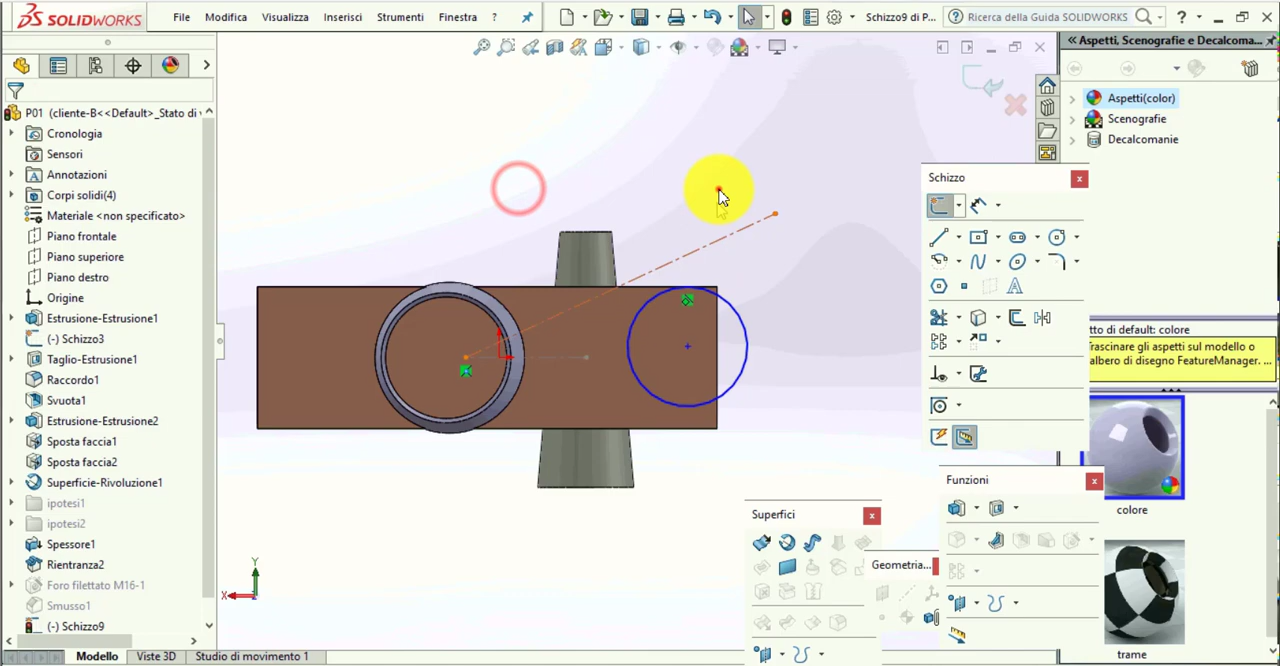 SOLIDWORKS
File Modifica Visualizza Inserisci Strumenti Finestra ?
Schizzo9 di P...
Ricerca della Guida SOLIDWORKS
?
Aspetti, Scenografie e Decalcoma...
P01 (cliente-B<<Default>_Stato di v
Cronologia
Sensori
Annotazioni
Corpi solidi(4)
Materiale <non specificato>
Piano frontale
Piano superiore
Piano destro
Origine
Estrusione-Estrusione1
(-) Schizzo3
Taglio-Estrusione1
Raccordo1
Svuota1
Estrusione-Estrusione2
Sposta faccia1
Sposta faccia2
Superficie-Rivoluzione1
ipotesi1
ipotesi2
Spessore1
Rientranza2
Foro filettato M16-1
Smusso1
(-) Schizzo9
Y
X
Modello Viste 3D Studio di movimento 1
Aspetti(color)
Scenografie
Decalcomanie
Schizzo
Funzioni
Superfici
Geometria...
tto di default: colore
Trascinare gli aspetti sul modello o
albero di disegno FeatureManager. ...
colore
trame